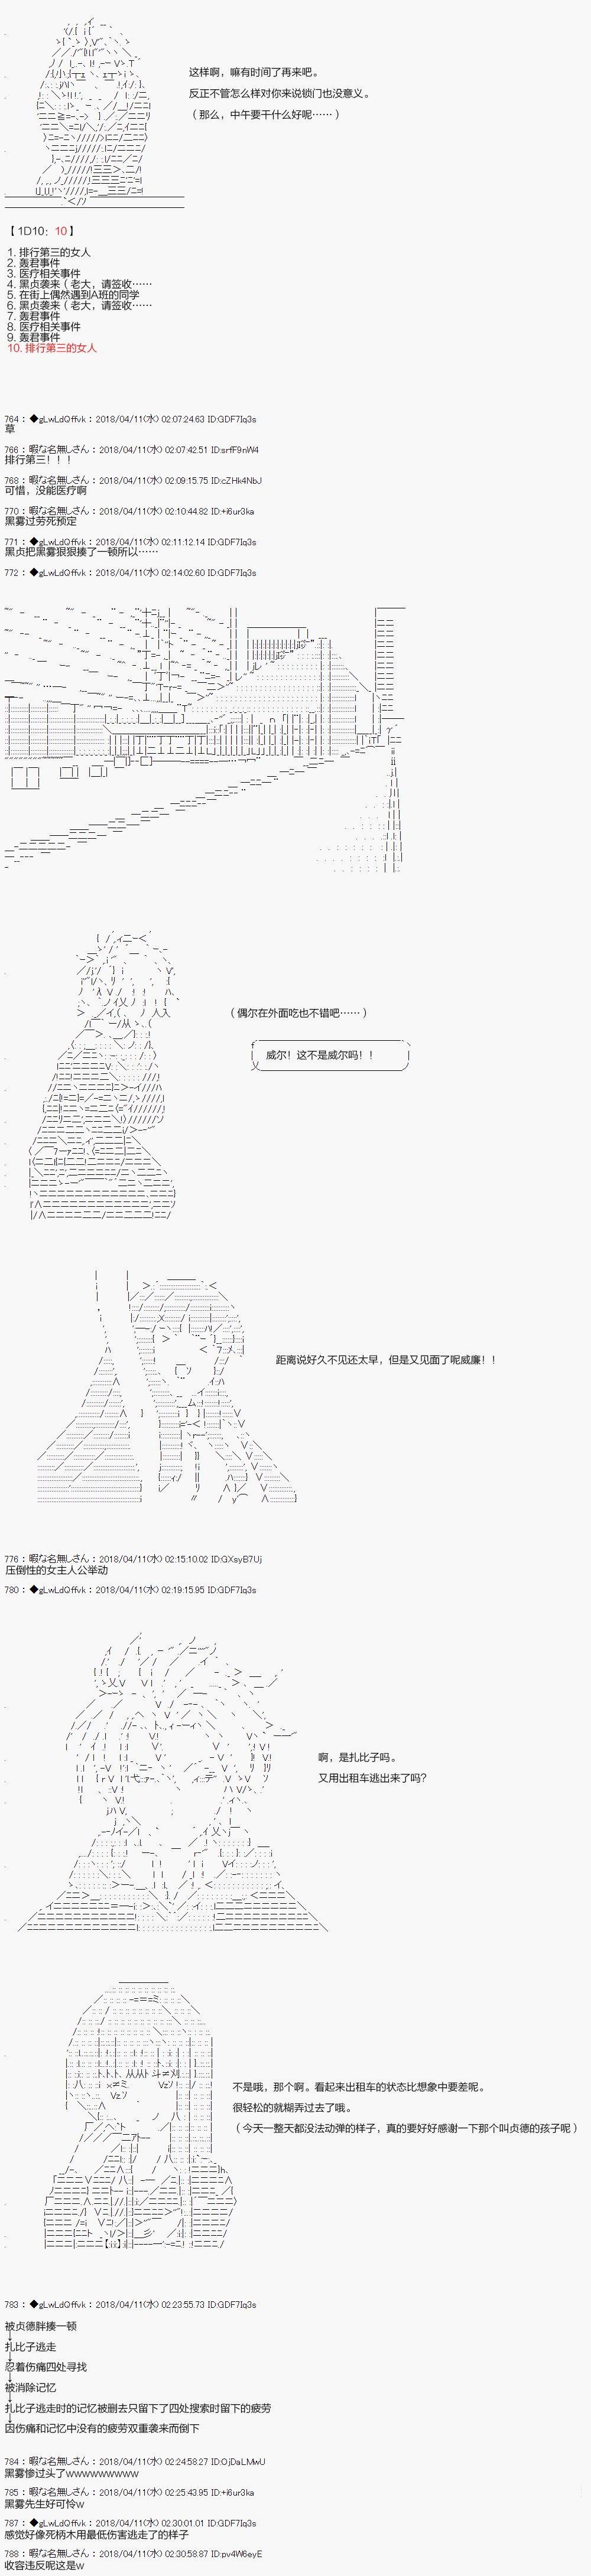 这样啊，嘛有时间了再来吧。
反正不管怎么样对你来说锁门也没意义。
（那么，中午要干什么好呢……）
【 1D10：10 】
1. 排行第三的女人
2. 轰君事件
3. 医疗相关事件
4. 黑贞袭来（老大，请签收……
5. 在街上偶然遇到A班的同学
6. 黑贞袭来（老大，请签收……
7. 轰君事件
8. 医疗相关事件
9. 轰君事件
10. 排行第三的女人
764 ： ◆gLwLdQffvk ： 2018/04/11(水) 02:07:24.63 ID:GDF7Iq3s
草
766 ： 暇な名無しさん ： 2018/04/11(水) 02:07:42.51 ID:srfF9nW4
排行第三！！！
768 ： 暇な名無しさん ： 2018/04/11(水) 02:09:15.75 ID:cZHk4NbJ
可惜，没能医疗啊
770 ： 暇な名無しさん ： 2018/04/11(水) 02:10:44.82 ID:+i6ur3ka
黑雾过劳死预定
771 ： ◆gLwLdQffvk ： 2018/04/11(水) 02:11:12.14 ID:GDF7Iq3s
黑贞把黑雾狠狠揍了一顿所以……
772 ： ◆gLwLdQffvk ： 2018/04/11(水) 02:14:02.60 ID:GDF7Iq3s
（偶尔在外面吃也不错吧……）
威尔！这不是威尔吗！！
距离说好久不见还太早，但是又见面了呢威廉！！
776 ： 暇な名無しさん ： 2018/04/11(水) 02:15:10.02 ID:GXsyB7Uj
压倒性的女主人公举动
780 ： ◆gLwLdQffvk ： 2018/04/11(水) 02:19:15.95 ID:GDF7Iq3s
啊，是扎比子吗。
又用出租车逃出来了吗？
不是哦，那个啊。看起来出租车的状态比想象中要差呢。
很轻松的就糊弄过去了哦。
（今天一整天都没法动弹的样子，真的要好好感谢一下那个叫贞德的孩子呢）
783 ： ◆gLwLdQffvk ： 2018/04/11(水) 02:23:55.73 ID:GDF7Iq3s
被贞德胖揍一顿
↓
扎比子逃走
↓
忍着伤痛四处寻找
↓
被消除记忆
↓
扎比子逃走时的记忆被删去只留下了四处搜索时留下的疲劳
↓
因伤痛和记忆中没有的疲劳双重袭来而倒下
784 ： 暇な名無しさん ： 2018/04/11(水) 02:24:58.27 ID:OjDaLMwU
黑雾惨过头了wwwwwwwww
785 ： 暇な名無しさん ： 2018/04/11(水) 02:25:43.95 ID:+i6ur3ka
黑雾先生好可怜w
787 ： ◆gLwLdQffvk ： 2018/04/11(水) 02:30:01.01 ID:GDF7Iq3s
感觉好像死柄木用最低伤害逃走了的样子
788 ： 暇な名無しさん ： 2018/04/11(水) 02:30:58.87 ID:pv4W6eyE
收容违反呢这是w